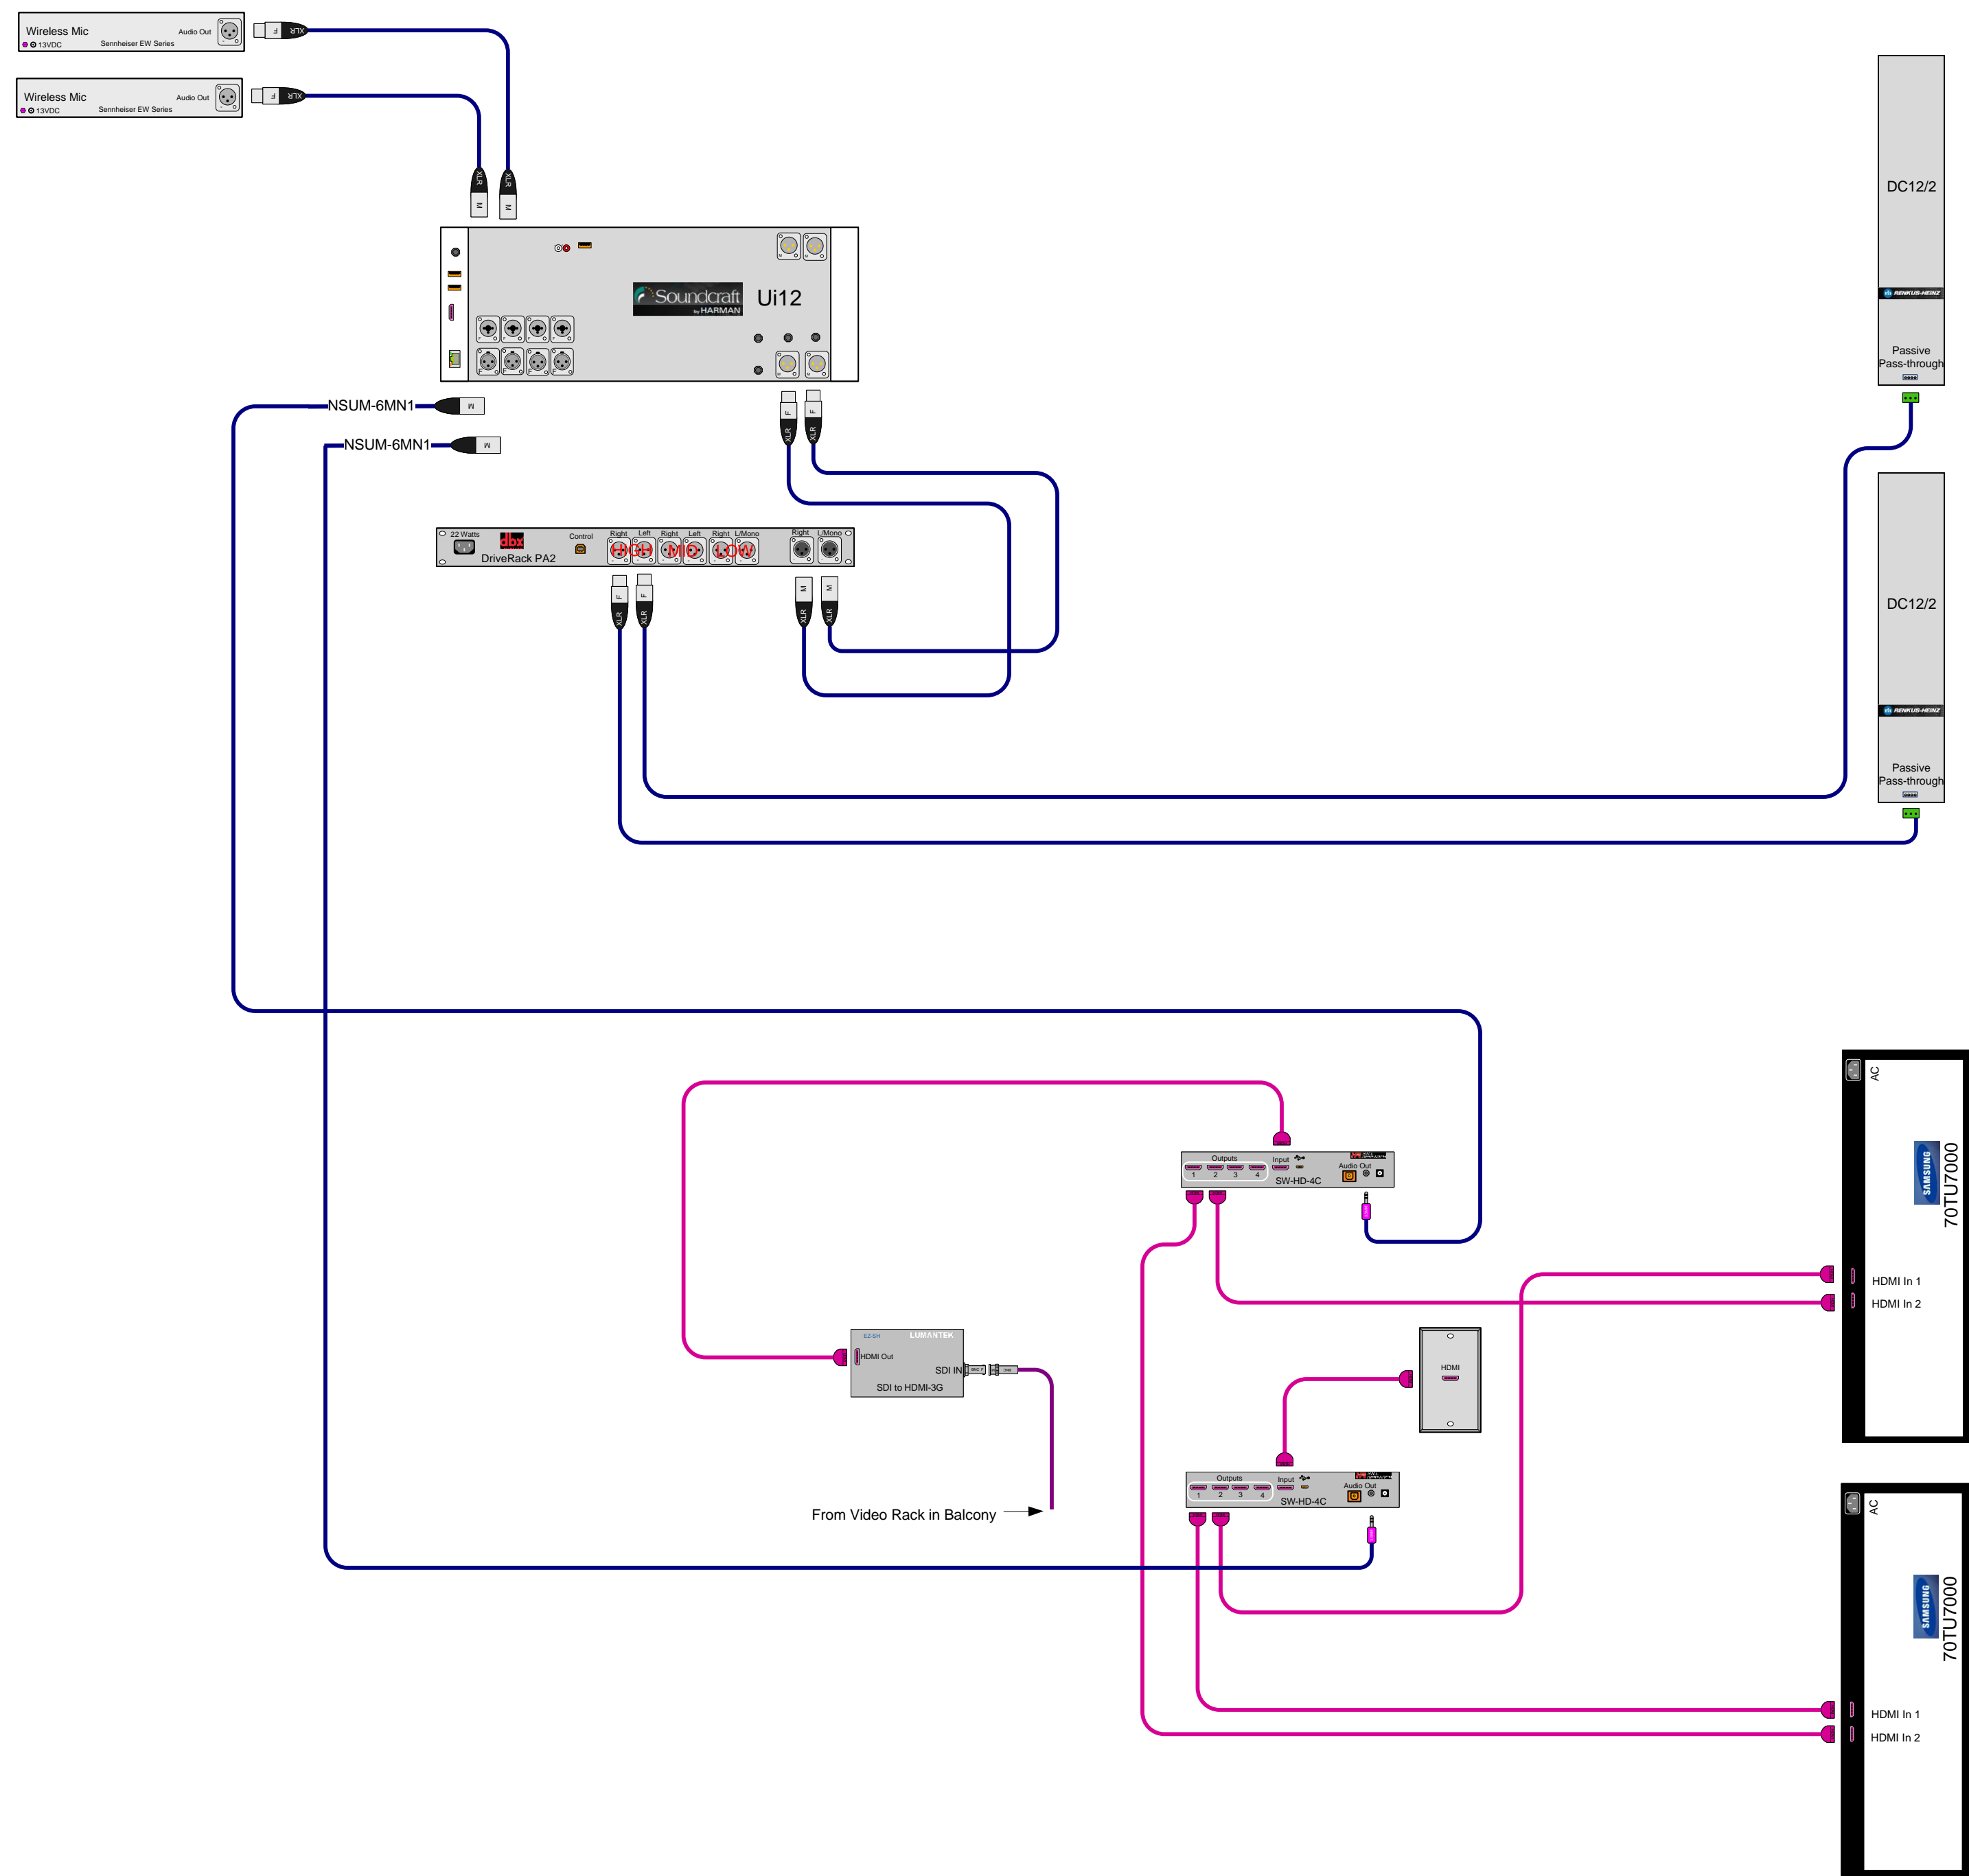 Wireless Mic
Audio Out
13VDC
Sennheiser EW Series
F
XLR
Wireless Mic
Audio Out
13VDC
Sennheiser EW Series
F
XLR
XLR
M
XLR
M
Soundcraft
by HARMAN
Ui12
M
M
F
F
F
F
F
F
F
F
M
M
NSUM-6MN1
M
NSUM-6MN1
M
F
XLR
F
XLR
22 Watts
dbx
DriveRack PA2
Control
Right
Left
Right
Left
Right
L/Mono
HIGH
MID
LOW
Right
L/Mono
F
XLR
F
XLR
M
XLR
M
XLR
DC12/2
RENKUS-HEINZ
Passive
Pass-through
DC12/2
RENKUS-HEINZ
Passive
Pass-through
Outputs
1 2 3 4
Input
Audio Out
SW-HD-4C
AC
SAMSUNG
70TU7000
HDMI In 1
HDMI In 2
EZ-SH
LUMANTEK
HDMI Out
SDI IN
SDI to HDMI-3G
HDMI
From Video Rack in Balcony
Outputs
1 2 3 4
Input
Audio Out
SW-HD-4C
AC
SAMSUNG
70TU7000
HDMI In 1
HDMI In 2